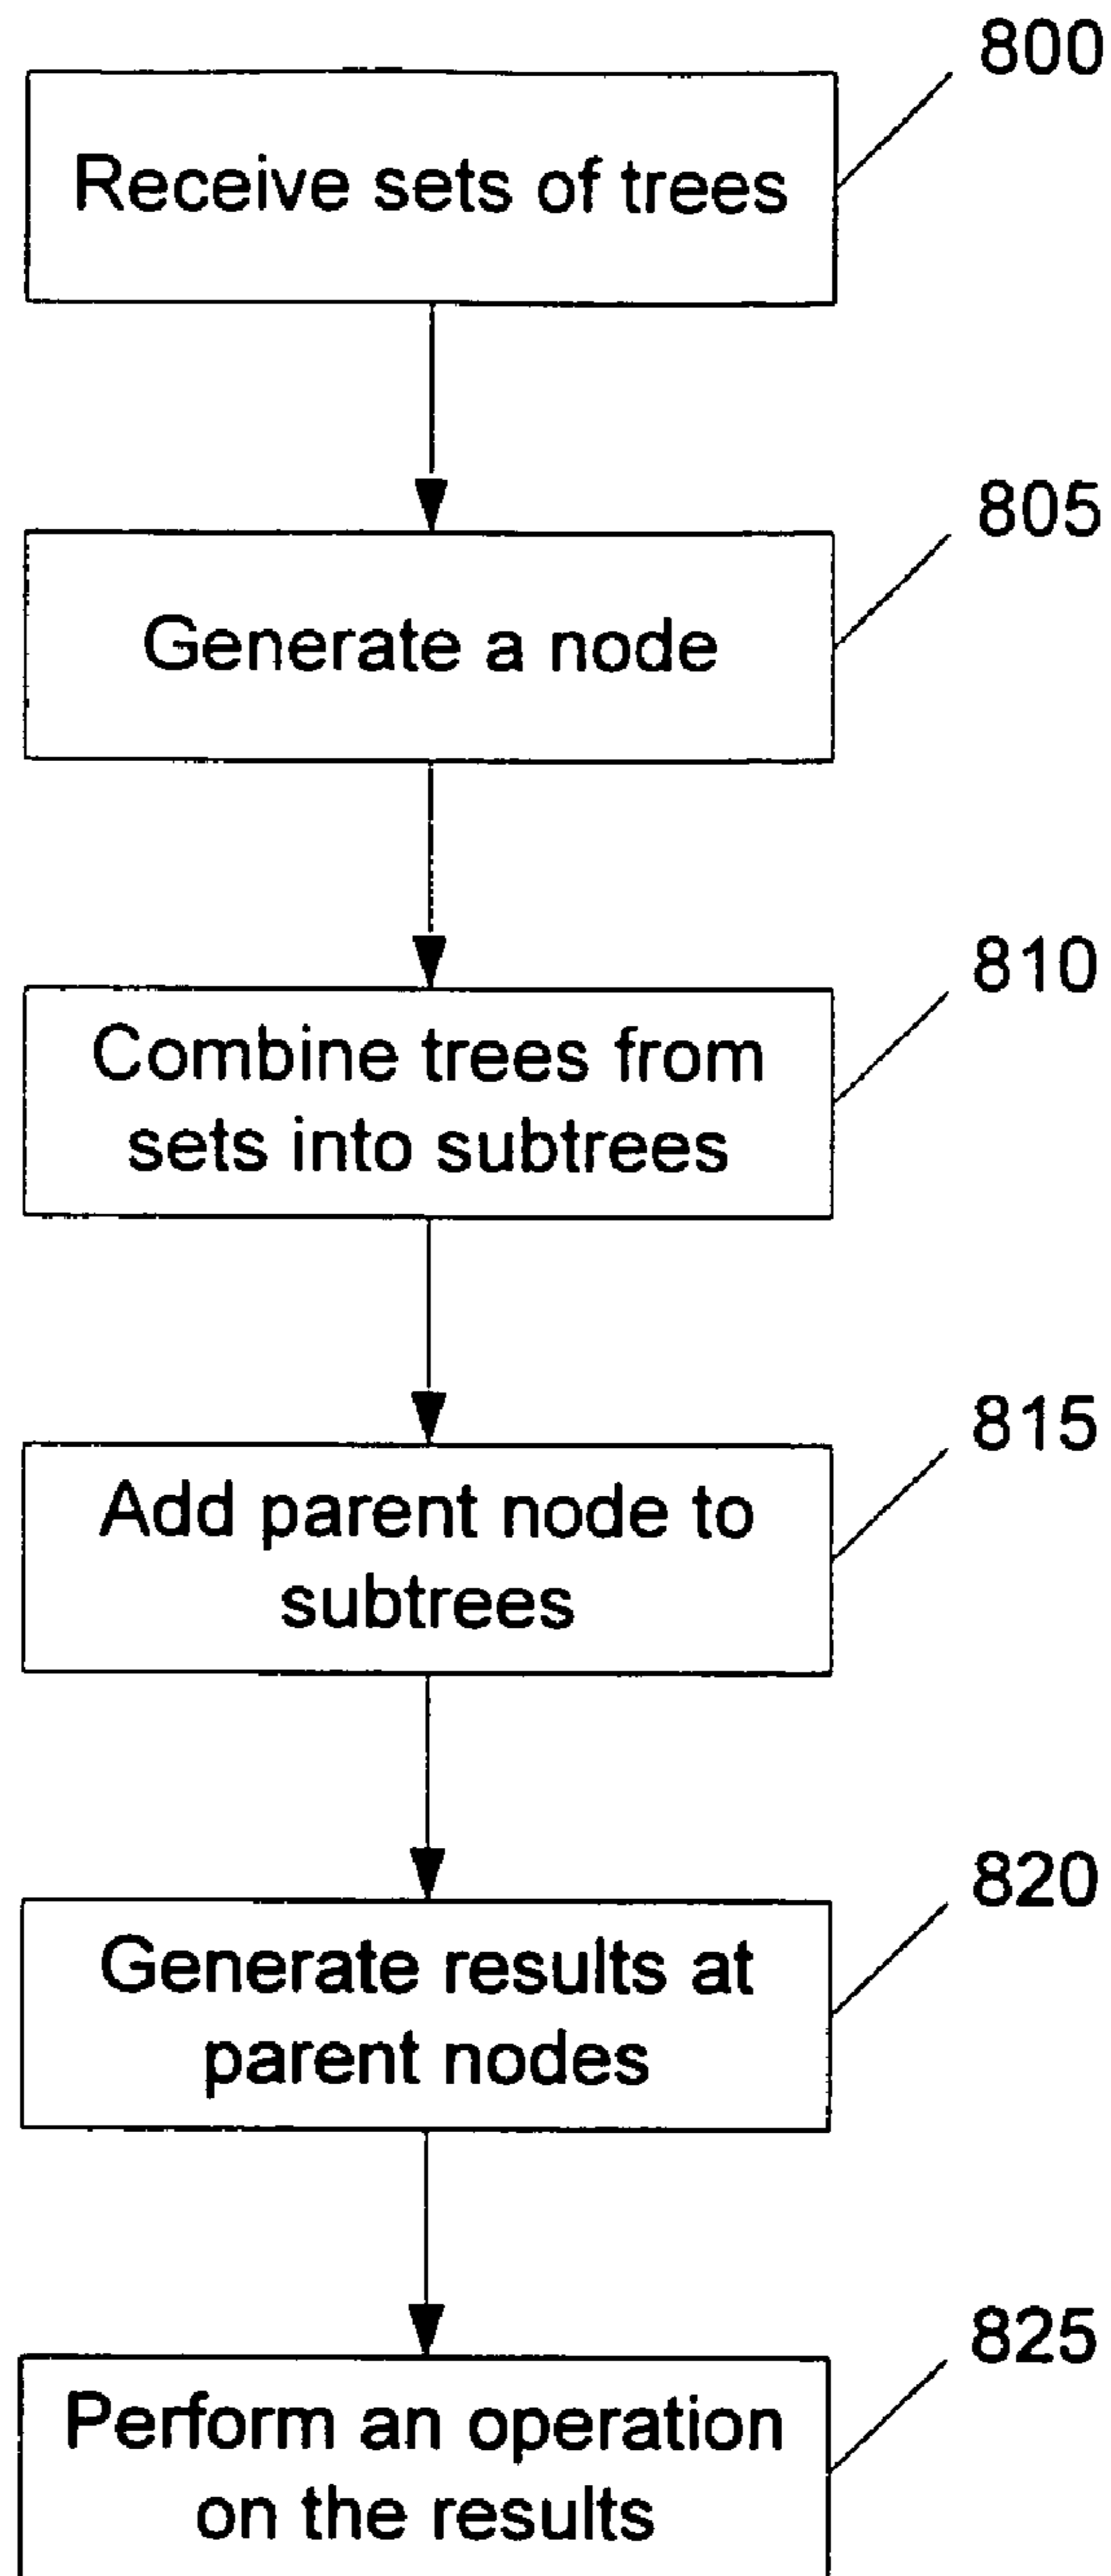 800
Receive sets of trees
805
Generate a node
810
Combine trees from
sets into subtrees
815
Add parent node to
subtrees
820
Generate results at
parent nodes
825
Perform an operation
on the results